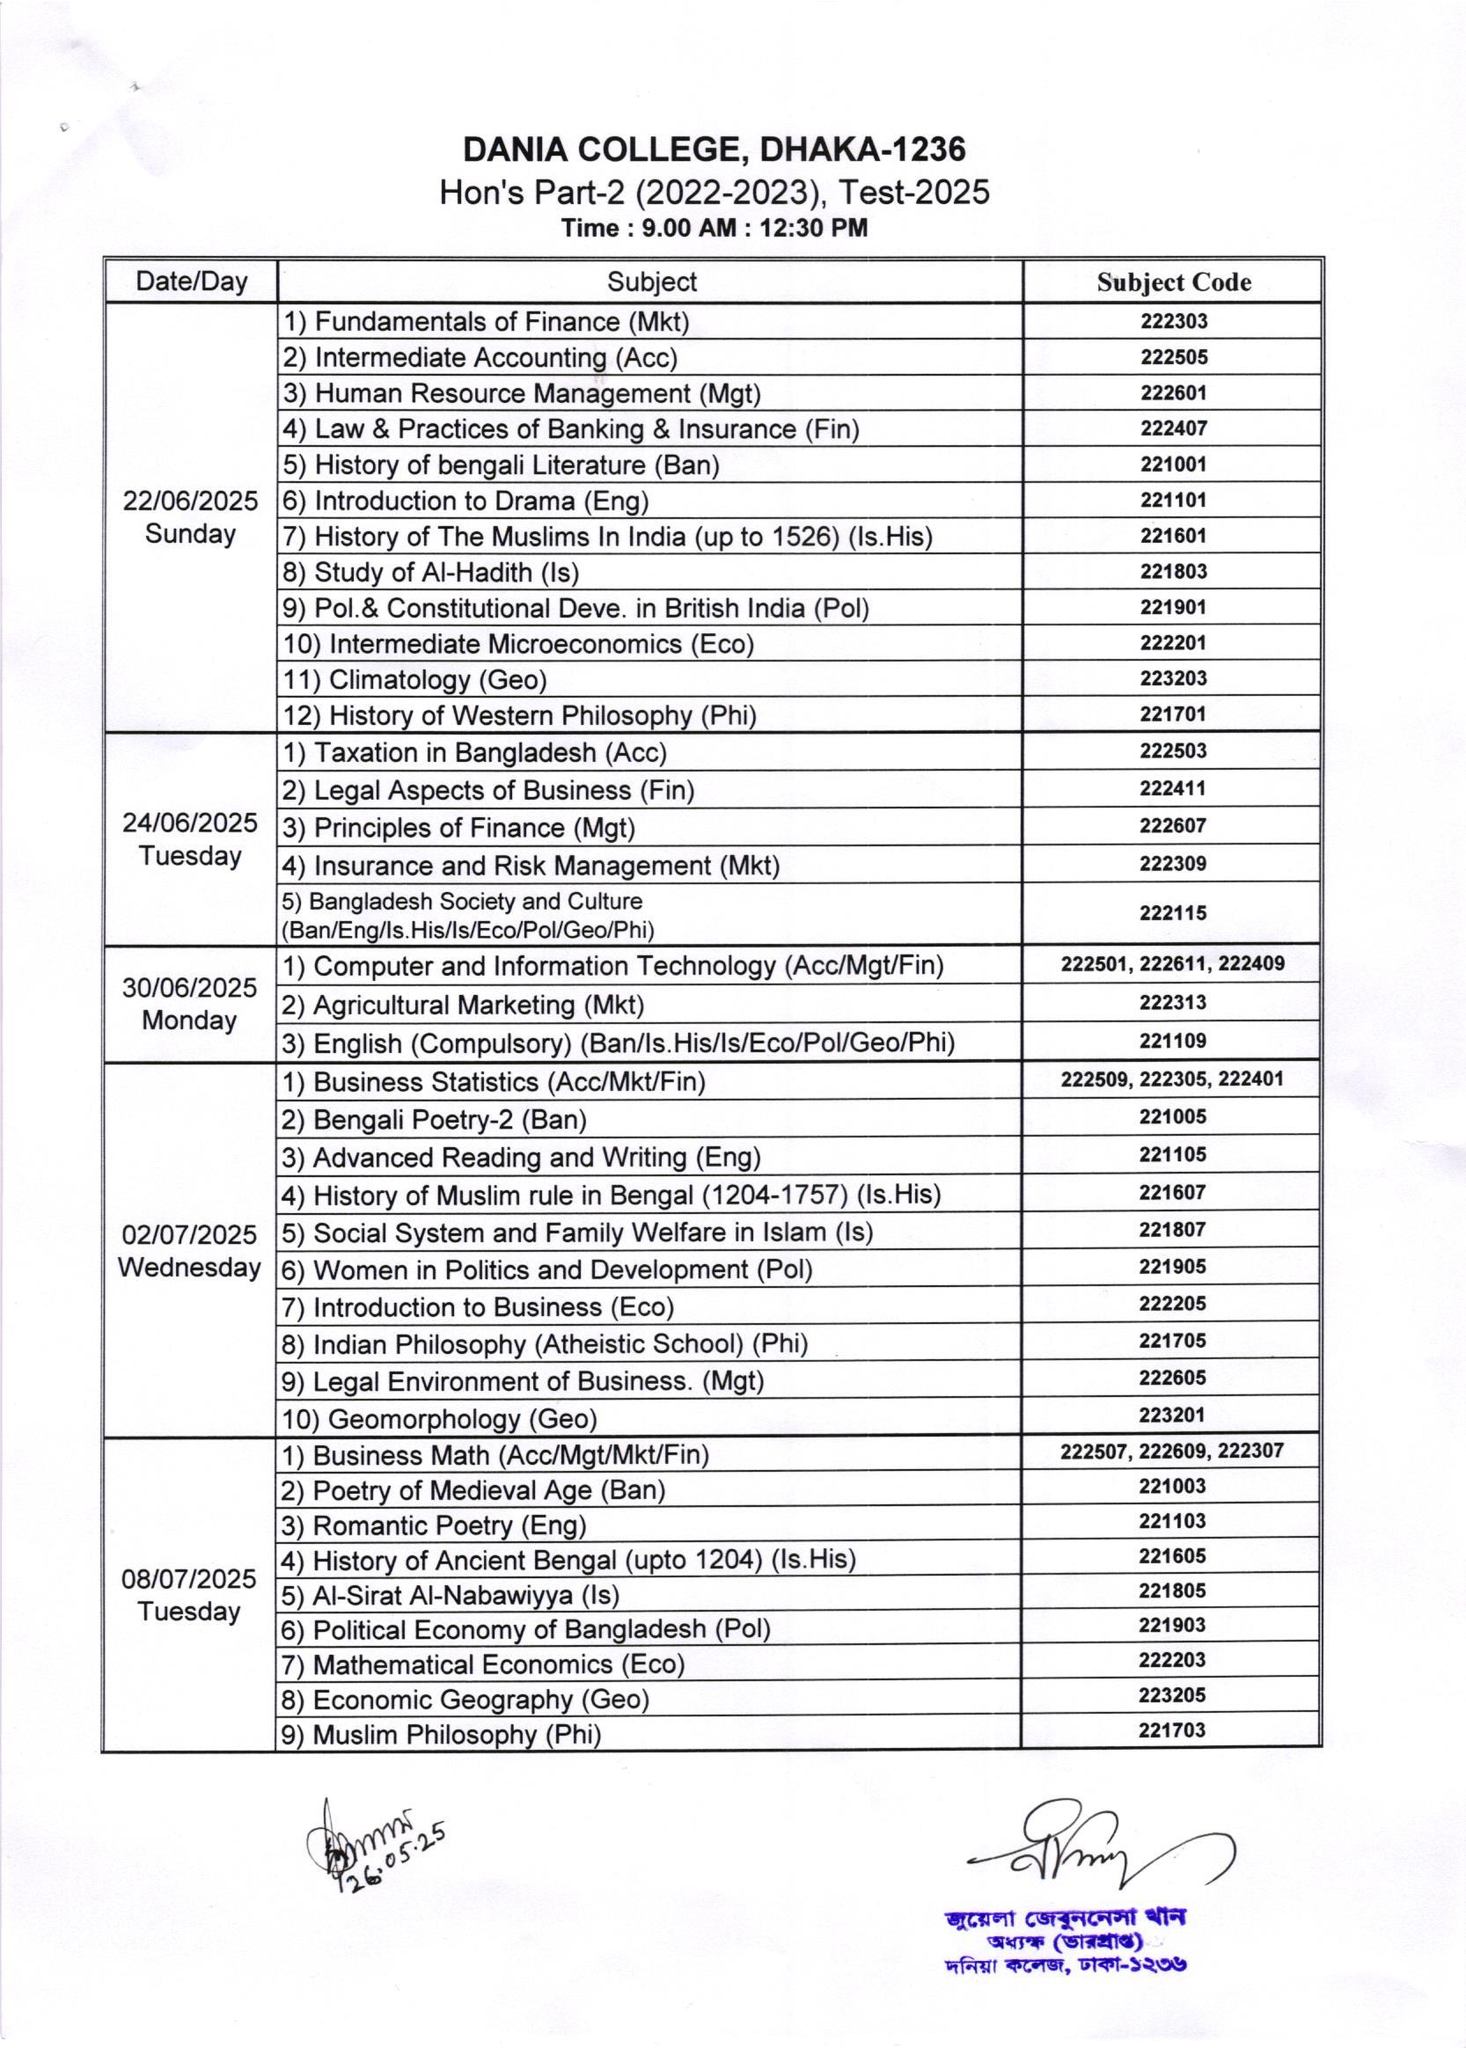 DANIA COLLEGE, DHAKA-1236
Hon's Part-2 (2022-2023), Test-2025
Time : 9.00 AM : 12:30 PM
Date/Day Subject Subject Code
22/06/2025
Sunday
1) Fundamentals of Finance (Mkt) 222303
2) Intermediate Accounting (Acc) 222505
3) Human Resource Management (Mgt) 222601
4) Law & Practices of Banking & Insurance (Fin) 222407
5) History of bengali Literature (Ban) 221001
6) Introduction to Drama (Eng) 221101
7) History of The Muslims In India (up to 1526) (Is.His) 221601
8) Study of Al-Hadith (Is) 221803
9) Pol.& Constitutional Deve. in British India (Pol) 221901
10) Intermediate Microeconomics (Eco) 222201
11) Climatology (Geo) 223203
12) History of Western Philosophy (Phi) 221701
24/06/2025
Tuesday
1) Taxation in Bangladesh (Acc) 222503
2) Legal Aspects of Business (Fin) 222411
3) Principles of Finance (Mgt) 222607
4) Insurance and Risk Management (Mkt) 222309
5) Bangladesh Society and Culture
(Ban/Eng/Is.His/Is/Eco/Pol/Geo/Phi) 222115
30/06/2025
Monday
1) Computer and Information Technology (Acc/Mgt/Fin) 222501, 222611, 222409
2) Agricultural Marketing (Mkt) 222313
3) English (Compulsory) (Ban/Is.His/Is/Eco/Pol/Geo/Phi) 221109
02/07/2025
Wednesday
1) Business Statistics (Acc/Mkt/Fin) 222509, 222305, 222401
2) Bengali Poetry-2 (Ban) 221005
3) Advanced Reading and Writing (Eng) 221105
4) History of Muslim rule in Bengal (1204-1757) (Is.His) 221607
5) Social System and Family Welfare in Islam (Is) 221807
6) Women in Politics and Development (Pol) 221905
7) Introduction to Business (Eco) 222205
8) Indian Philosophy (Atheistic School) (Phi) 221705
9) Legal Environment of Business. (Mgt) 222605
10) Geomorphology (Geo) 223201
08/07/2025
Tuesday
1) Business Math (Acc/Mgt/Mkt/Fin) 222507, 222609, 222307
2) Poetry of Medieval Age (Ban) 221003
3) Romantic Poetry (Eng) 221103
4) History of Ancient Bengal (upto 1204) (Is.His) 221605
5) Al-Sirat Al-Nabawiyya (Is) 221805
6) Political Economy of Bangladesh (Pol) 221903
7) Mathematical Economics (Eco) 222203
8) Economic Geography (Geo) 223205
9) Muslim Philosophy (Phi) 221703
26.05.25
জুয়েলা জেবুননেসা খান
অধ্যক্ষ (ভারপ্রাপ্ত)
দনিয়া কলেজ, ঢাকা-১২৩৬